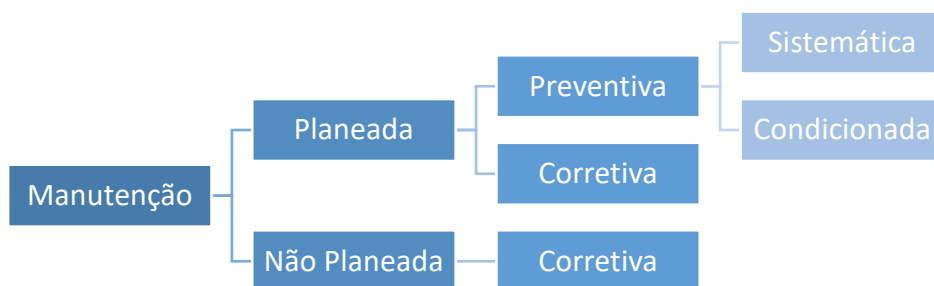 Sistemática
Preventiva
Planeada
Condicionada
Manutenção
Corretiva
Não Planeada
Corretiva